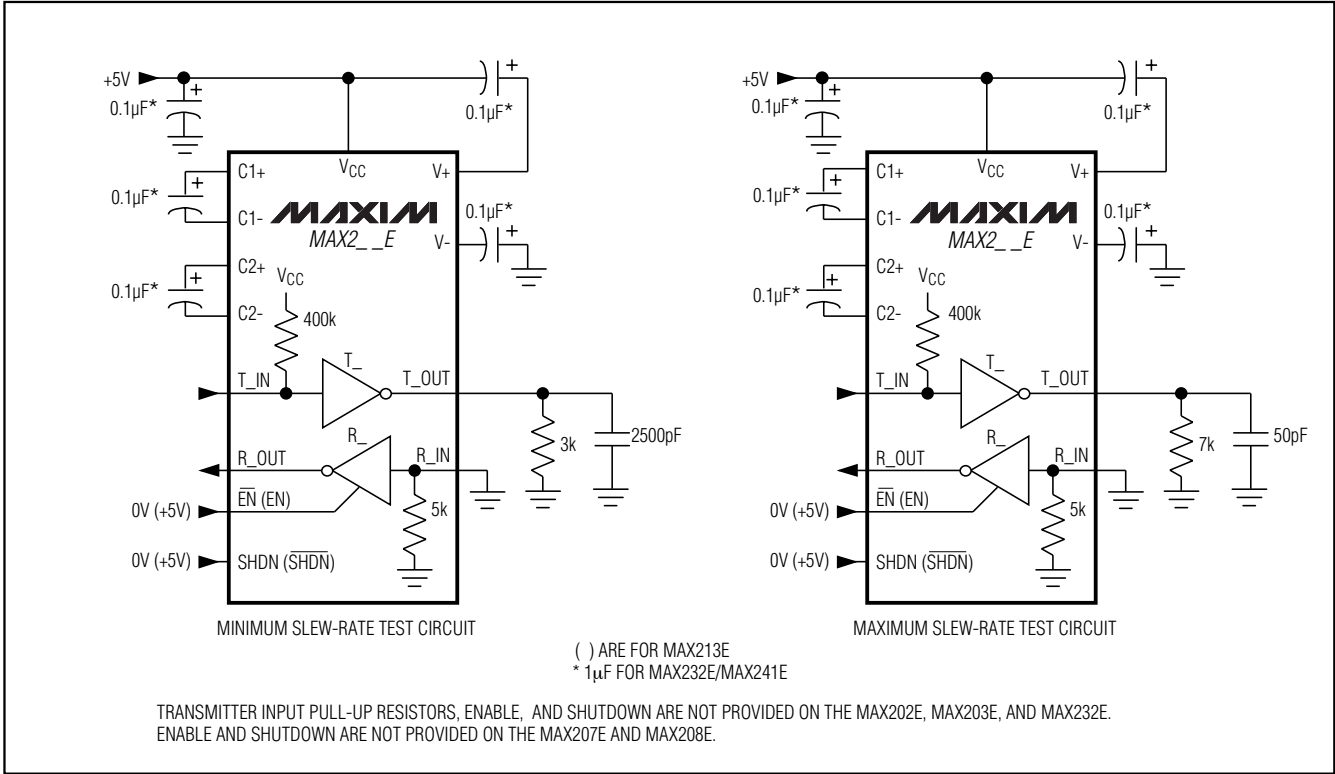 +5V
+
0.1µF*
+
0.1µF*
VCC
C1+
V+
+
0.1µF*
C1-
MAXIM
MAX2_ _E
0.1µF*
+
V-
C2+
+
0.1µF*
C2-
VCC
400k
T_IN
T_
T_OUT
3k
2500pF
R_OUT
R_
R_IN
5k
0V (+5V)
EN (EN)
0V (+5V)
SHDN (SHDN)
MINIMUM SLEW-RATE TEST CIRCUIT
+5V
+
0.1µF*
+
0.1µF*
VCC
C1+
V+
+
0.1µF*
C1-
MAXIM
MAX2_ _E
0.1µF*
+
V-
C2+
+
0.1µF*
C2-
VCC
400k
T_IN
T_
T_OUT
7k
50pF
R_OUT
R_
R_IN
5k
0V (+5V)
EN (EN)
0V (+5V)
SHDN (SHDN)
MAXIMUM SLEW-RATE TEST CIRCUIT
( ) ARE FOR MAX213E
* 1µF FOR MAX232E/MAX241E
TRANSMITTER INPUT PULL-UP RESISTORS, ENABLE, AND SHUTDOWN ARE NOT PROVIDED ON THE MAX202E, MAX203E, AND MAX232E.
ENABLE AND SHUTDOWN ARE NOT PROVIDED ON THE MAX207E AND MAX208E.